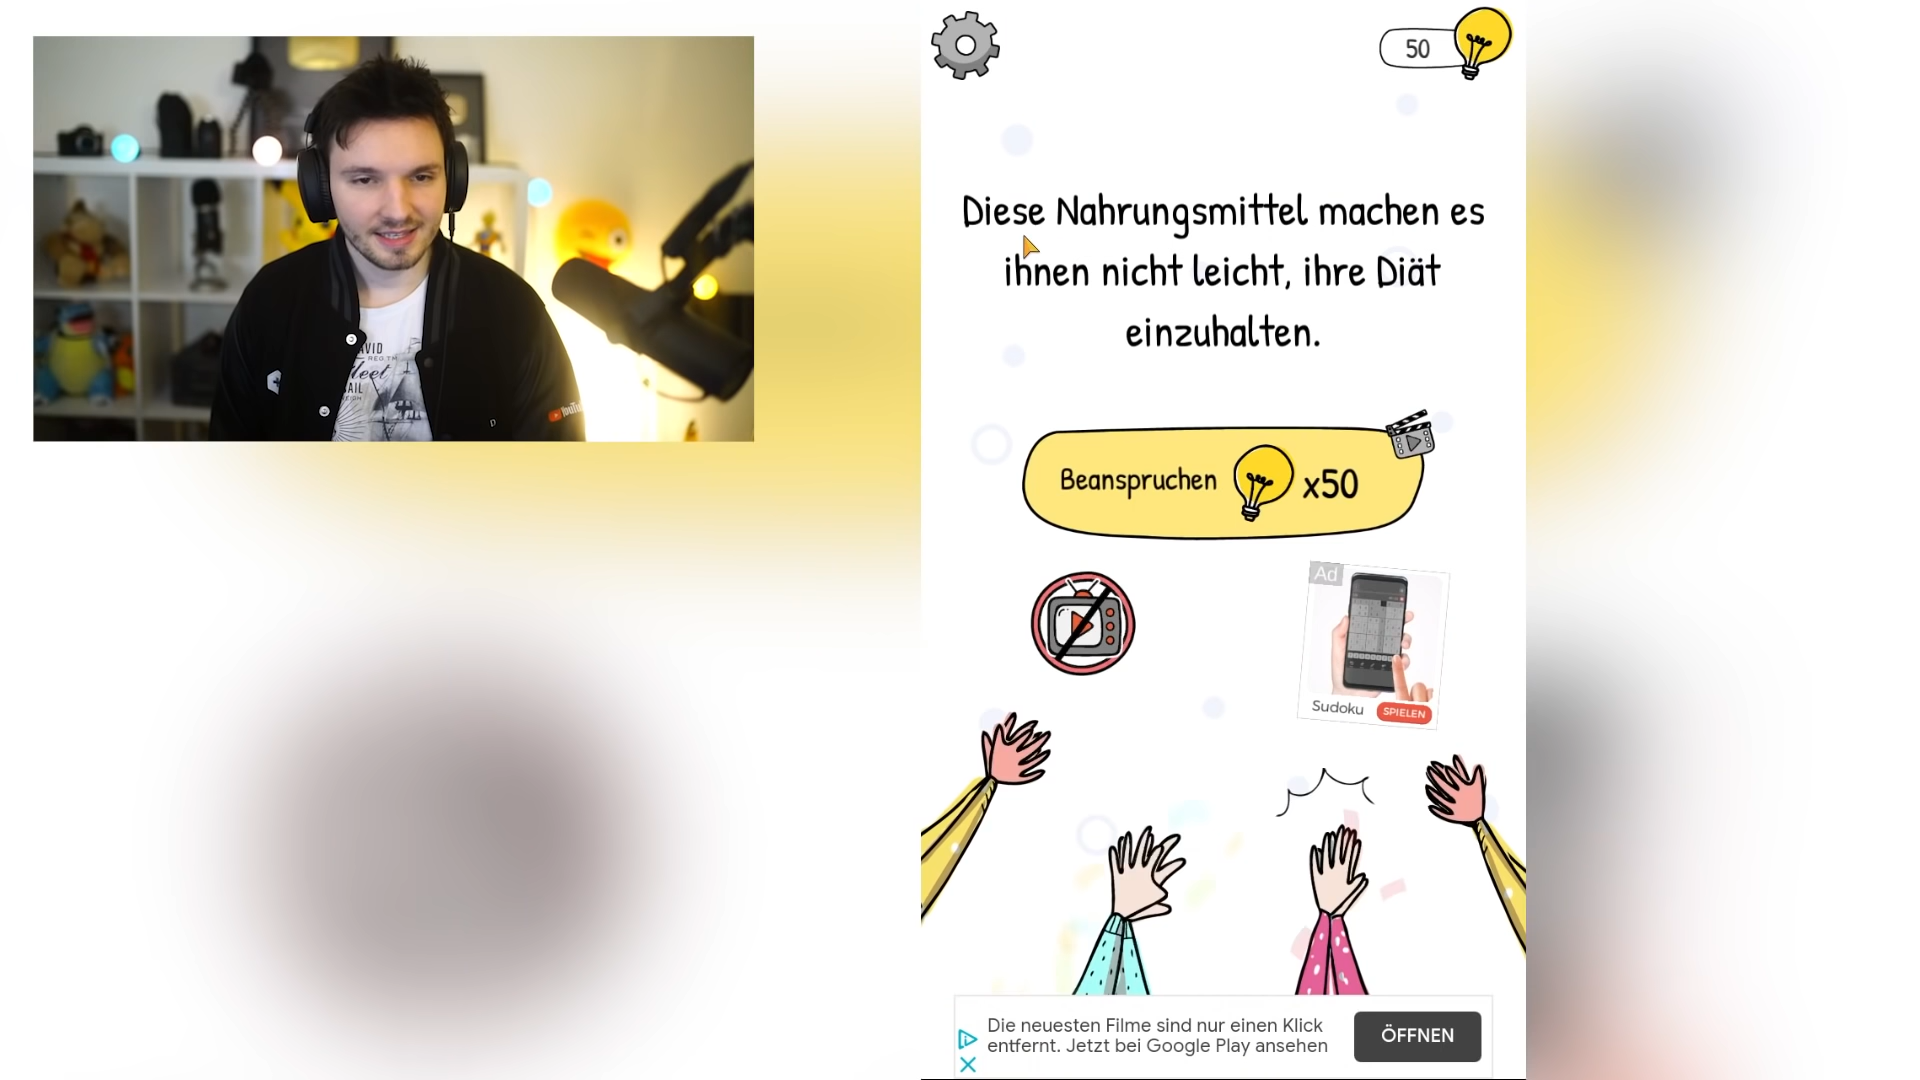 50
Diese Nahrungsmittel machen es
ihnen nicht leicht, ihre Diät
einzuhalten.
Beanspruchen x50
Ad
Sudoku SPIELEN
Die neuesten Filme sind nur einen Klick
entfernt. Jetzt bei Google Play ansehen
ÖFFNEN